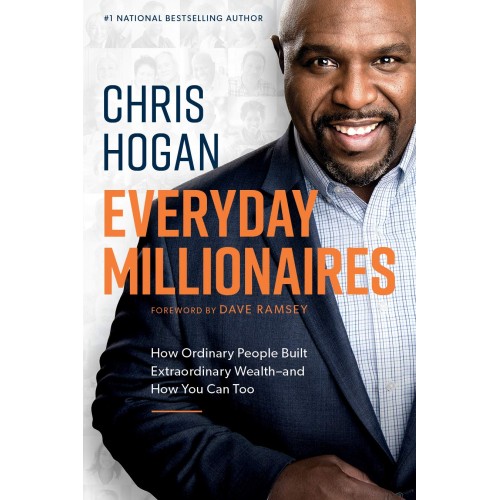 #1 NATIONAL BESTSELLING AUTHOR
CHRIS
HOGAN
EVERYDAY
MILLIONAIRES
FOREWORD BY DAVE RAMSEY
How Ordinary People Built
Extraordinary Wealth–and
How You Can Too